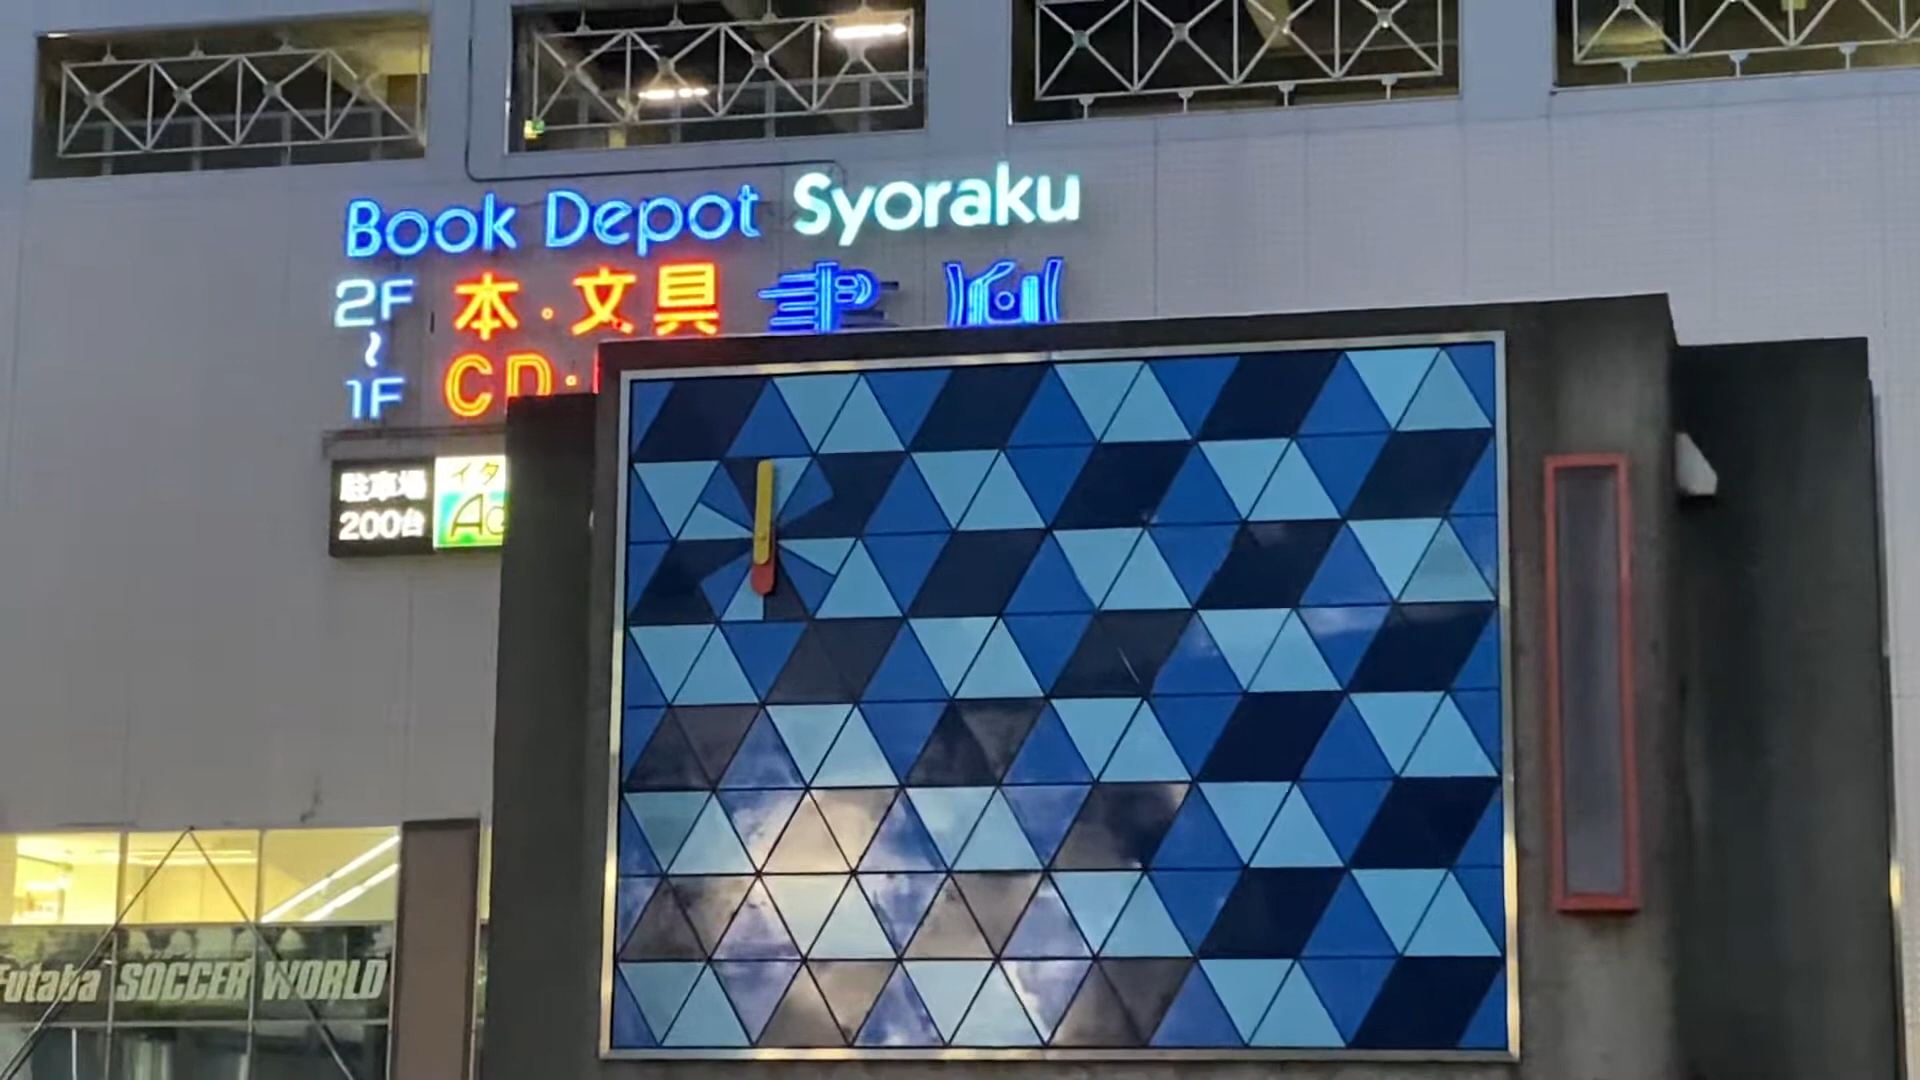 Book Depot Syoraku
2F 本・文具
~
1F CD・
駐車場
200台
イタ
Ac
Futaba SOCCER WORLD